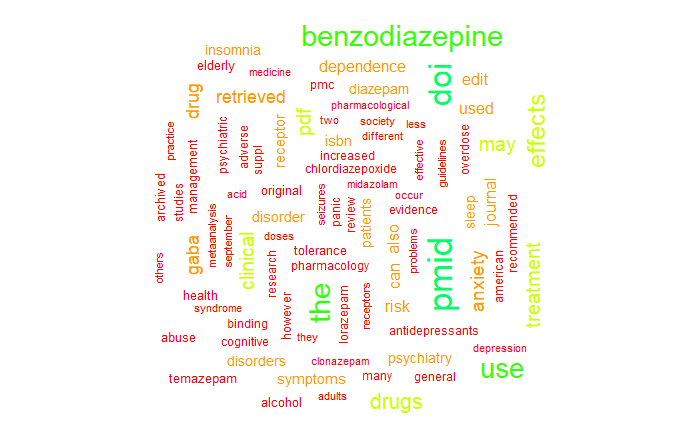 benzodiazepine
insomnia
elderly
medicine
dependence
doi
edit
pmc
diazepam
drug
retrieved
pharmacological
used
pdf
two
society
less
effects
practice
psychiatric
adverse
suppl
receptor
isbn
different
may
overdose
increased
effective
guidelines
chlordiazepoxide
archived
studies
management
acid
original
midazolam
occur
seizures
panic
review
patients
evidence
sleep
journal
recommended
metaanalysis
september
disorder
doses
can
also
problems
others
gaba
clinical
tolerance
research
pharmacology
pmid
anxiety
american
treatment
health
syndrome
however
the
lorazepam
receptors
risk
binding
they
antidepressants
abuse
cognitive
depression
disorders
clonazepam
psychiatry
use
temazepam
symptoms
many
general
alcohol
adults
drugs